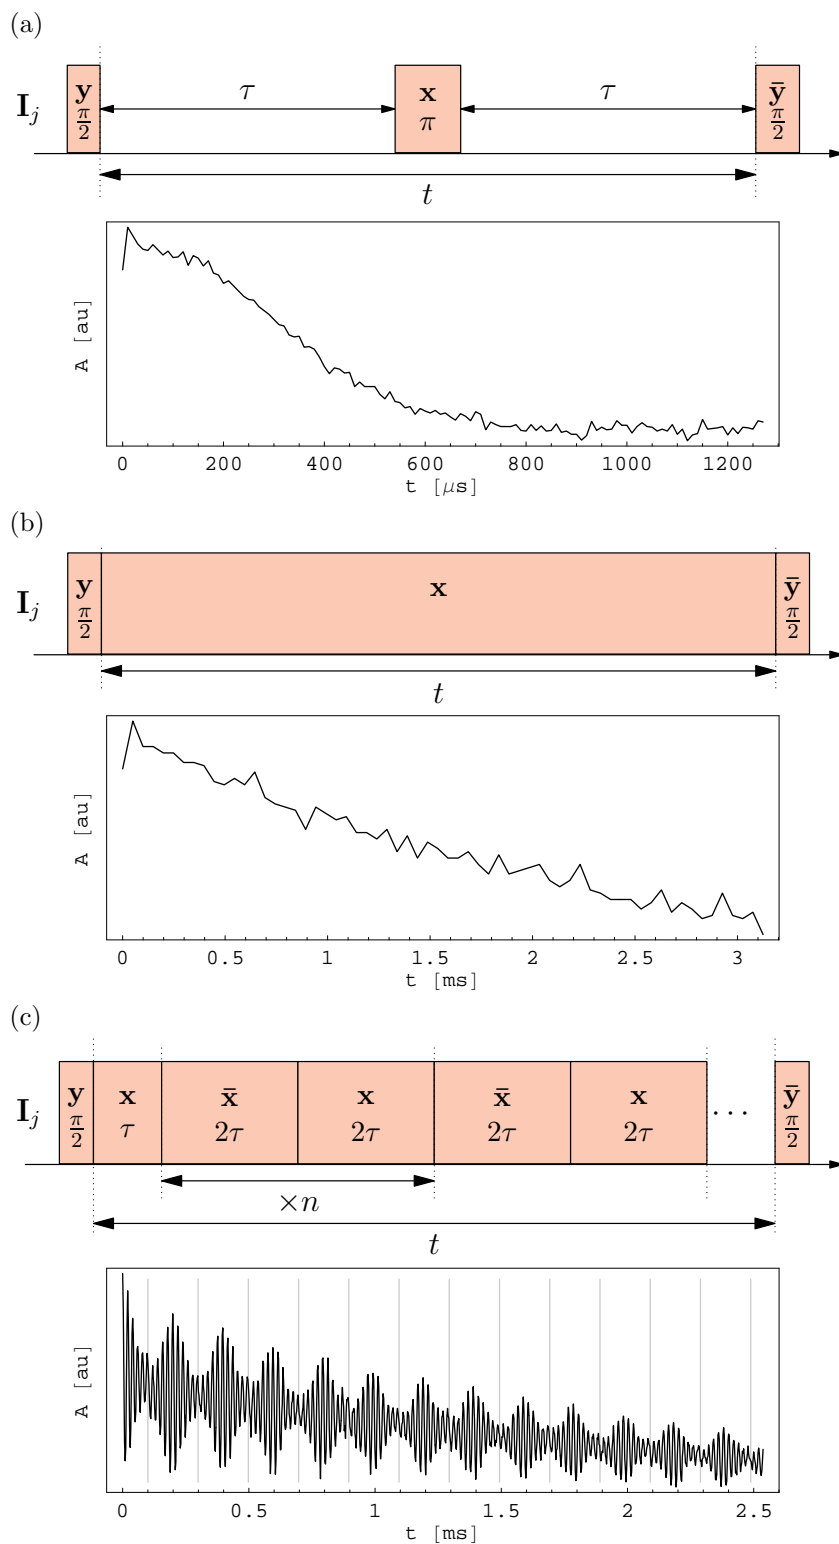 (a)
I_j
y
π/2
τ
x
π
τ
ȳ
π/2
t
A [au]
0 200 400 600 800 1000 1200
t [μs]
(b)
I_j
y
π/2
x
ȳ
π/2
t
A [au]
0 0.5 1 1.5 2 2.5 3
t [ms]
(c)
I_j
y
π/2
x
τ
x̄
2τ
x
2τ
x̄
2τ
x
2τ
...
ȳ
π/2
×n
t
A [au]
0 0.5 1 1.5 2 2.5
t [ms]